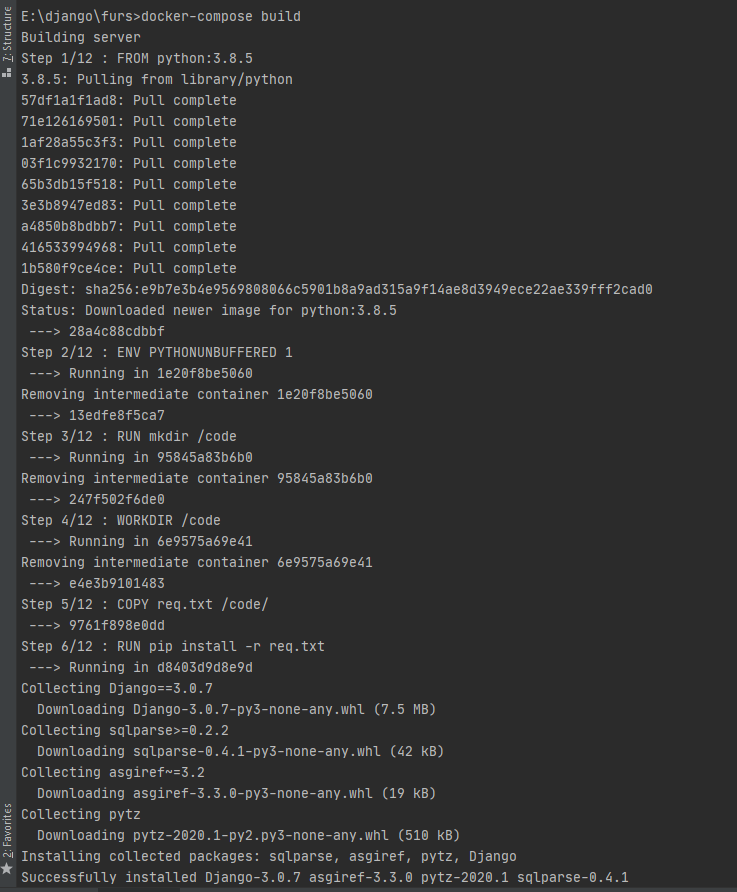 Z: Structure
E:\django\furs>docker-compose build
Building server
Step 1/12 : FROM python:3.8.5
3.8.5: Pulling from library/python
57df1a1f1ad8: Pull complete
71e126169501: Pull complete
1af28a55c3f3: Pull complete
03f1c9932170: Pull complete
65b3db15f518: Pull complete
3e3b8947ed83: Pull complete
a4850b8bdbb7: Pull complete
416533994968: Pull complete
1b580f9ce4ce: Pull complete
Digest: sha256:e9b7e3b4e9569808066c5901b8a9ad315a9f14ae8d3949ece22ae339fff2cad0
Status: Downloaded newer image for python:3.8.5
---> 28a4c88cdbbf
Step 2/12 : ENV PYTHONUNBUFFERED 1
---> Running in 1e20f8be5060
Removing intermediate container 1e20f8be5060
---> 13edfe8f5ca7
Step 3/12 : RUN mkdir /code
---> Running in 95845a83b6b0
Removing intermediate container 95845a83b6b0
---> 247f502f6de0
Step 4/12 : WORKDIR /code
---> Running in 6e9575a69e41
Removing intermediate container 6e9575a69e41
---> e4e3b9101483
Step 5/12 : COPY req.txt /code/
---> 9761f898e0dd
Step 6/12 : RUN pip install -r req.txt
---> Running in d8403d9d8e9d
Collecting Django==3.0.7
Downloading Django-3.0.7-py3-none-any.whl (7.5 MB)
Collecting sqlparse>=0.2.2
Downloading sqlparse-0.4.1-py3-none-any.whl (42 kB)
Collecting asgiref~=3.2
Downloading asgiref-3.3.0-py3-none-any.whl (19 kB)
Collecting pytz
Downloading pytz-2020.1-py2.py3-none-any.whl (510 kB)
Installing collected packages: sqlparse, asgiref, pytz, Django
Successfully installed Django-3.0.7 asgiref-3.3.0 pytz-2020.1 sqlparse-0.4.1
2: Favorites